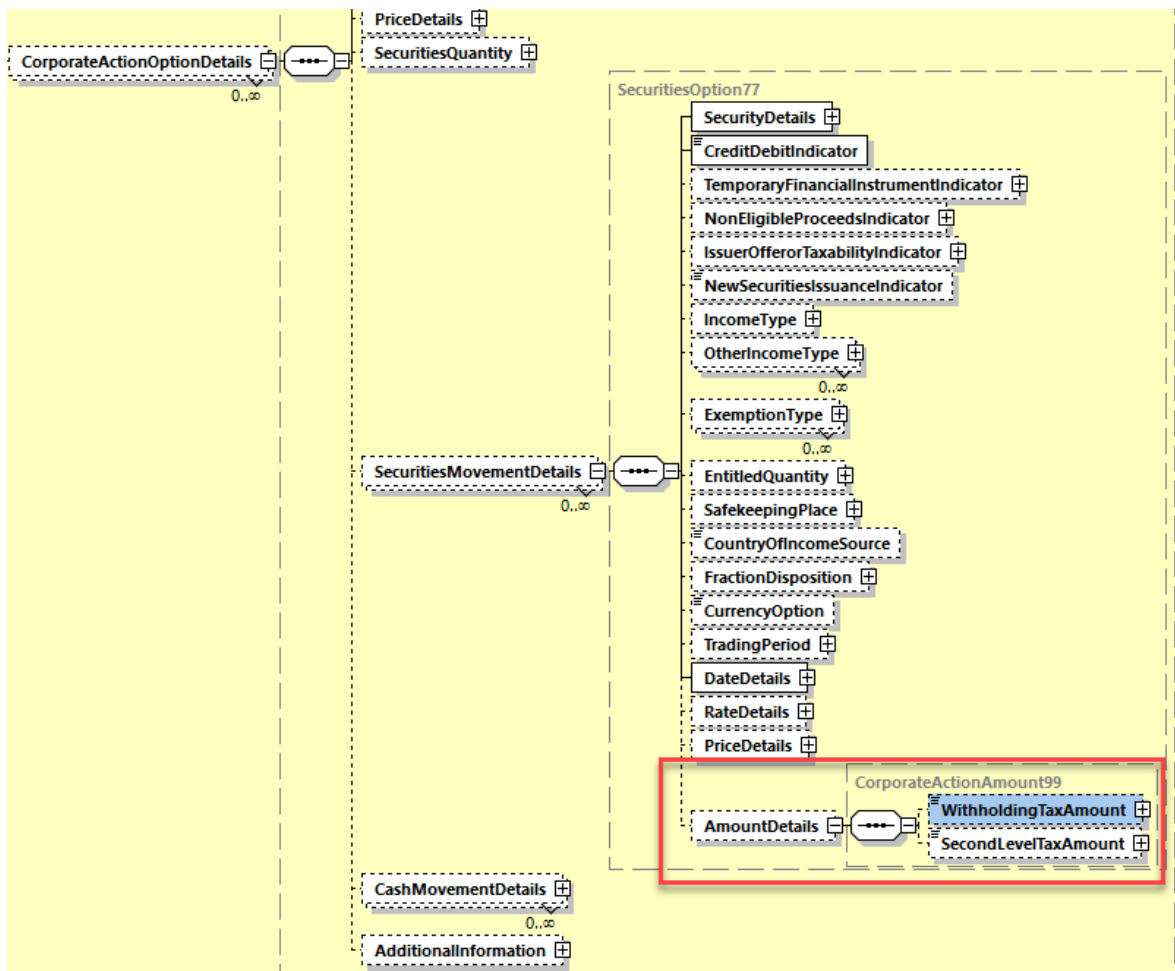 PriceDetails
CorporateActionOptionDetails
0..∞
SecuritiesQuantity
SecuritiesOption77
SecurityDetails
CreditDebitIndicator
TemporaryFinancialInstrumentIndicator
NonEligibleProceedsIndicator
IssuerOfferorTaxabilityIndicator
NewSecuritiesIssuanceIndicator
IncomeType
OtherIncomeType
0..∞
ExemptionType
0..∞
SecuritiesMovementDetails
0..∞
EntitledQuantity
SafekeepingPlace
CountryOfIncomeSource
FractionDisposition
CurrencyOption
TradingPeriod
DateDetails
RateDetails
PriceDetails
CorporateActionAmount99
AmountDetails
WithholdingTaxAmount
SecondLevelTaxAmount
CashMovementDetails
0..∞
AdditionalInformation